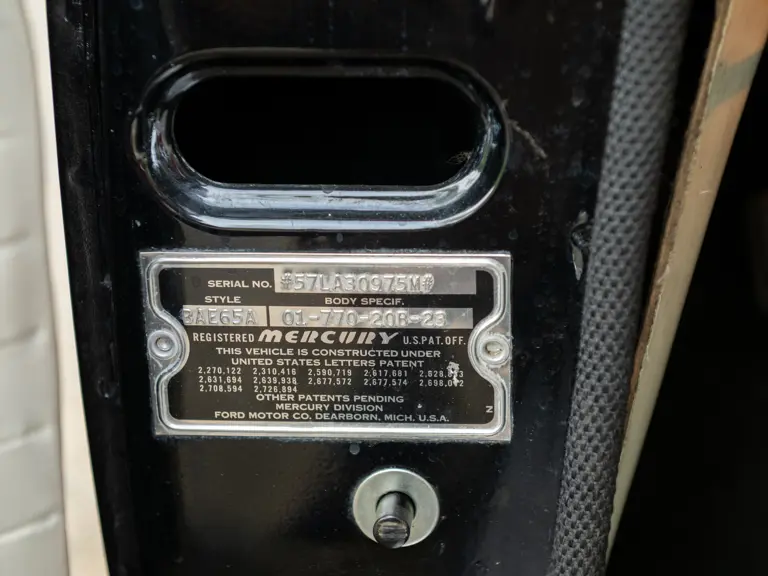 SERIAL NO. #57LA30975M#
STYLE BODY SPECIF.
BAE65A 01-770-20R-23
REGISTERED MERCURY U.S.PAT.OFF.
THIS VEHICLE IS CONSTRUCTED UNDER
UNITED STATES LETTERS PATENT
2,270,122 2,310,416 2,590,719 2,617,681
2,631,694 2,639,938 2,677,572 2,677,574
2,708,594 2,726,894
OTHER PATENTS PENDING
MERCURY DIVISION
FORD MOTOR CO. DEARBORN, MICH. U.S.A.
Z